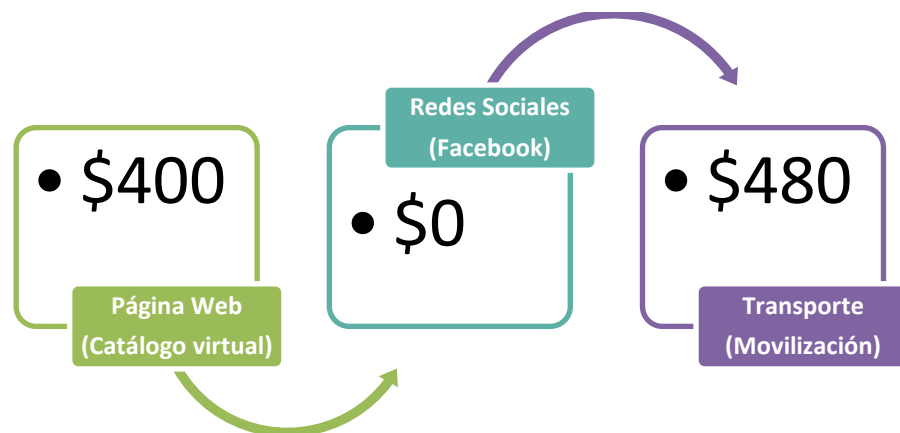 • $400
Página Web
(Catálogo virtual)
Redes Sociales
(Facebook)
• $0
• $480
Transporte
(Movilización)